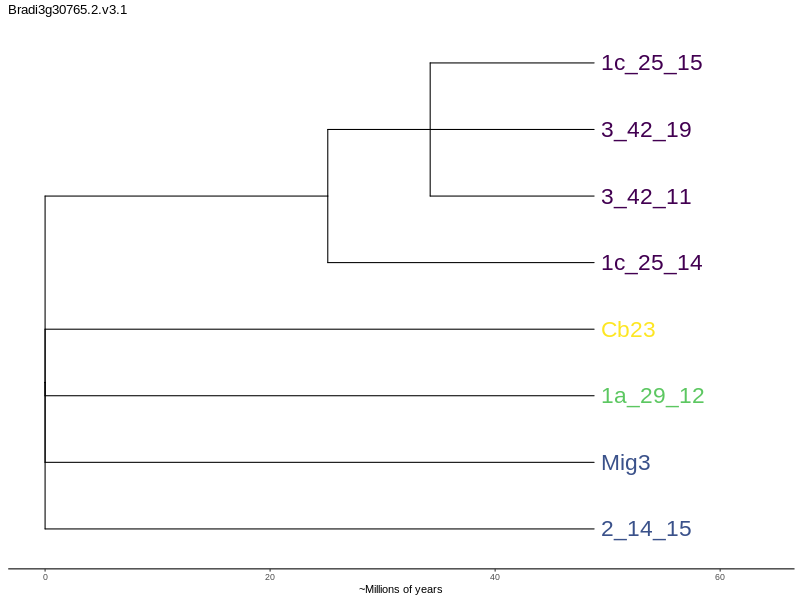 Bradi3g30765.2.v3.1
1c_25_15
3_42_19
3_42_11
1c_25_14
Cb23
1a_29_12
Mig3
2_14_15
0 20 40 60
~Millions of years